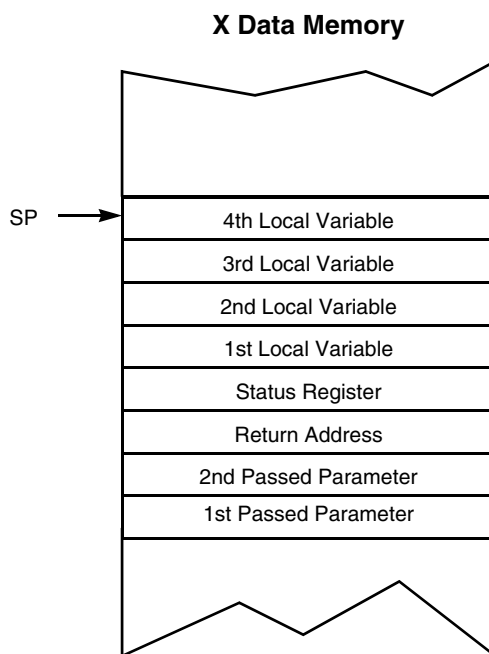 X Data Memory
SP
4th Local Variable
3rd Local Variable
2nd Local Variable
1st Local Variable
Status Register
Return Address
2nd Passed Parameter
1st Passed Parameter